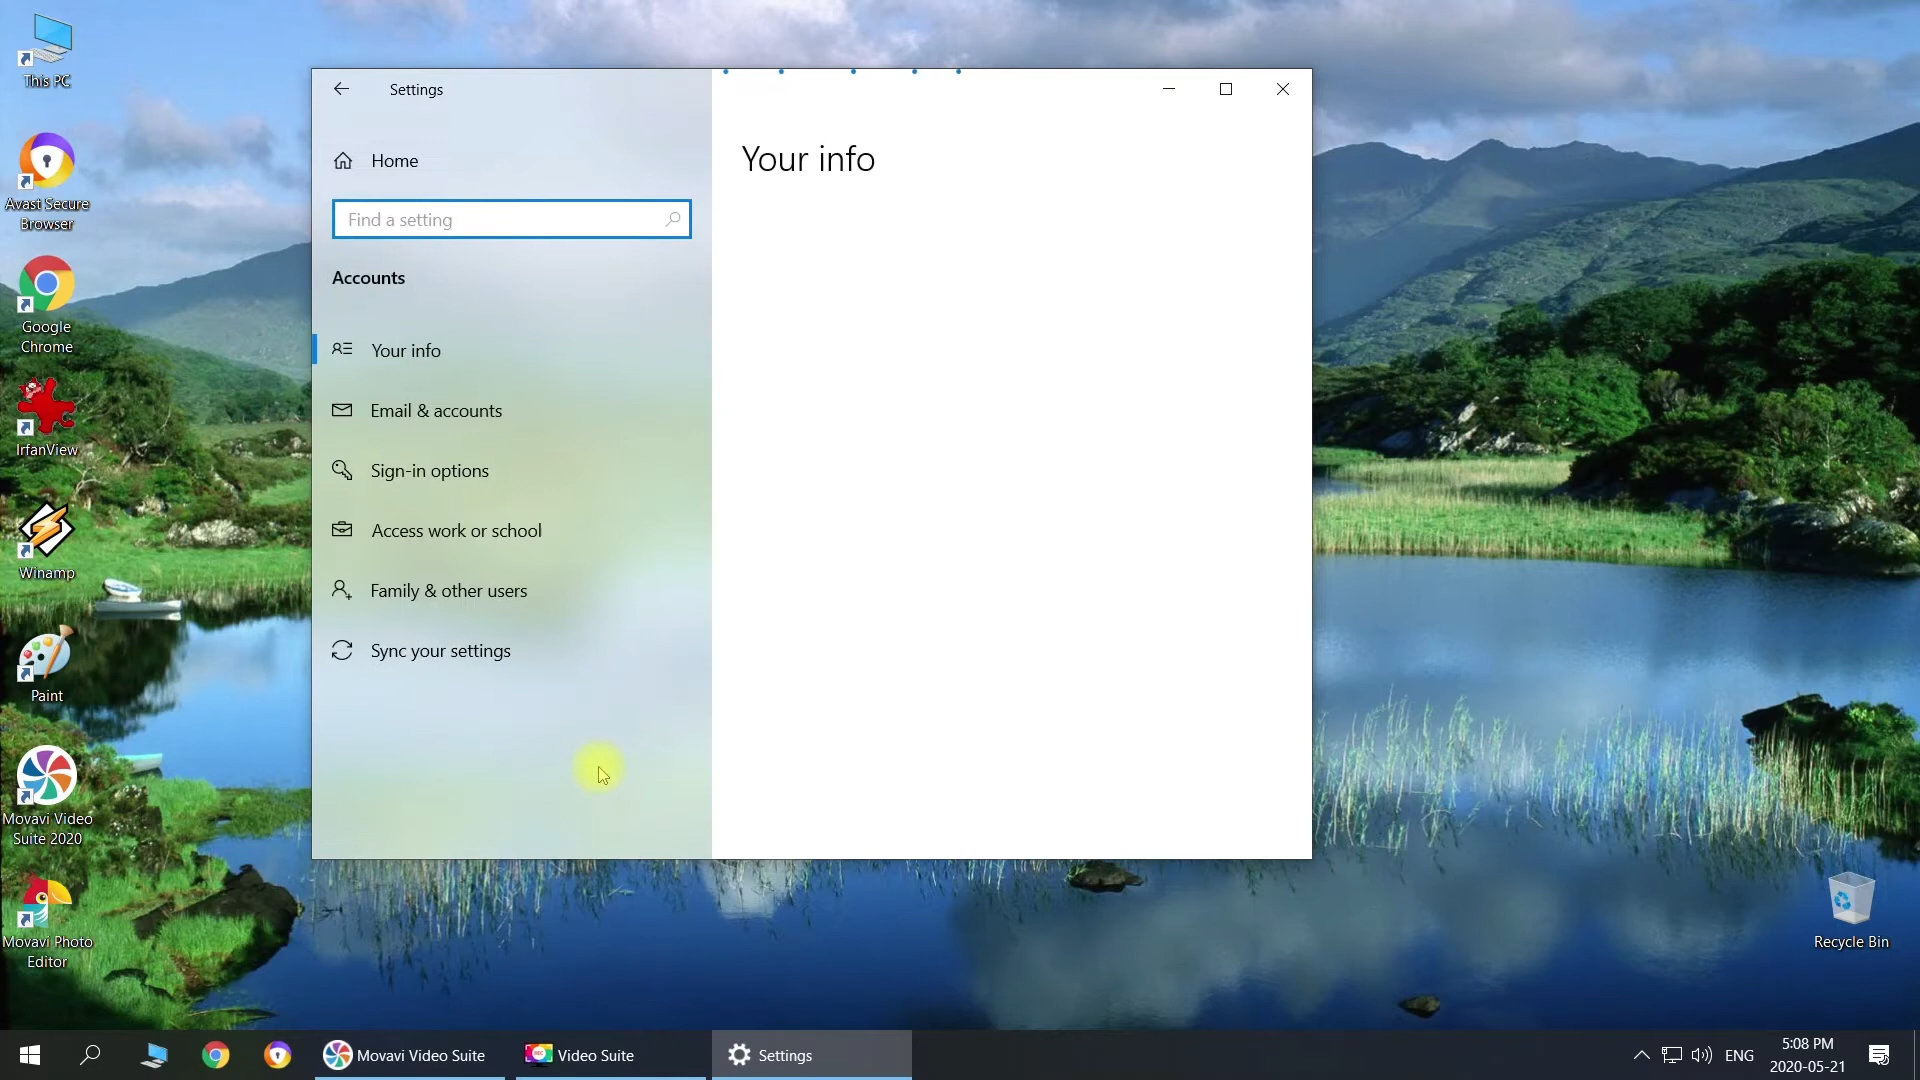 This PC
Avast Secure
Browser
Google
Chrome
IrfanView
Winamp
Paint
Movavi Video
Suite 2020
Movavi Photo
Editor
Settings
Home
Find a setting
Accounts
Your info
Email & accounts
Sign-in options
Access work or school
Family & other users
Sync your settings
Your info
Recycle Bin
Movavi Video Suite
REC
Video Suite
Settings
ENG
5:08 PM
2020-05-21